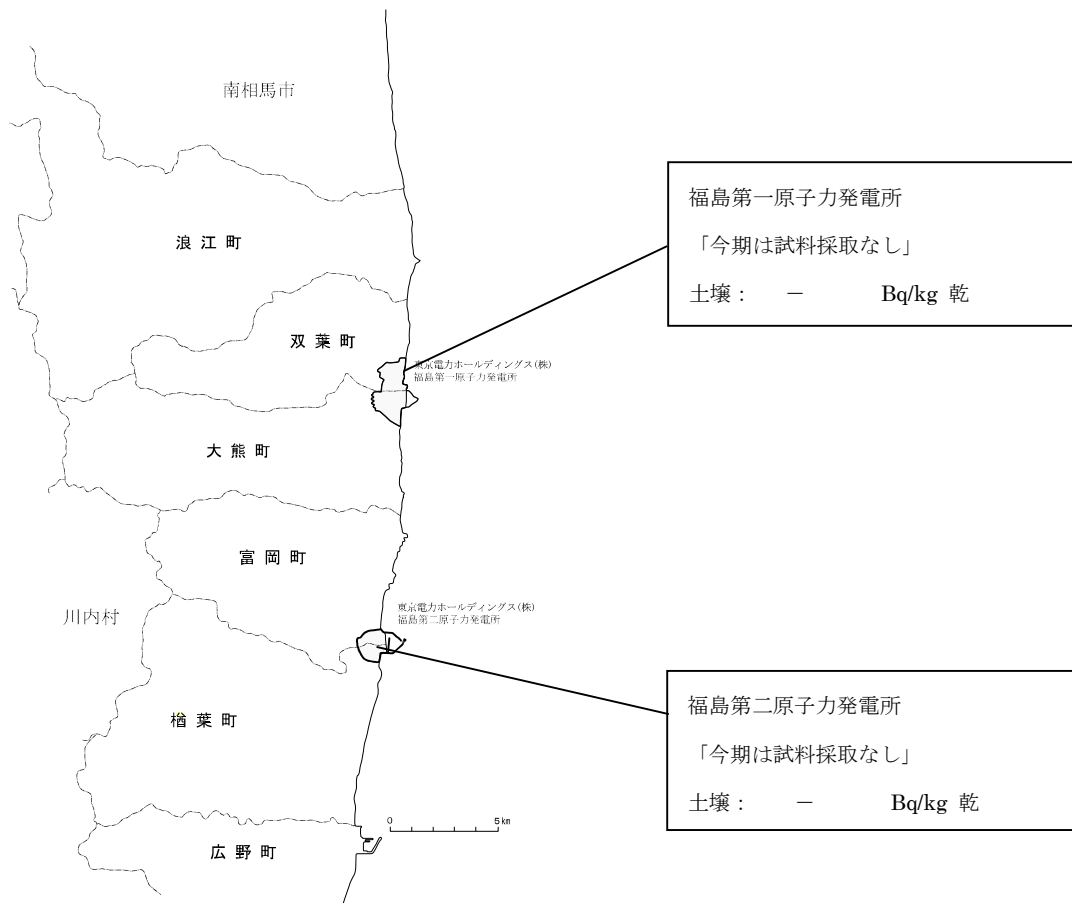 南相馬市
福島第一原子力発電所
「今期は試料採取なし」
土壌： － Bq/kg 乾
浪江町
双葉町
東京電力ホールディングス(株)
福島第一原子力発電所
大熊町
富岡町
東京電力ホールディングス(株)
福島第二原子力発電所
川内村
福島第二原子力発電所
「今期は試料採取なし」
土壌： － Bq/kg 乾
楢葉町
0 5km
広野町